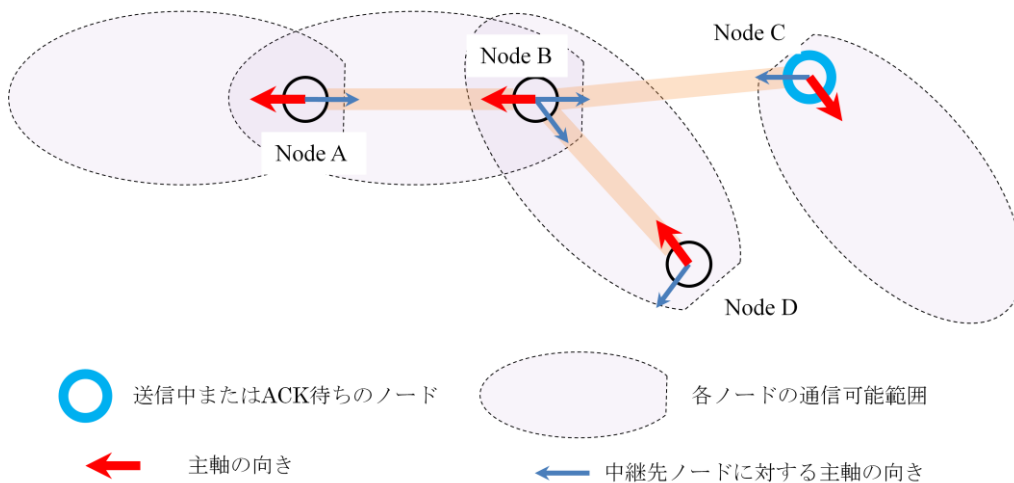 Node C
Node B
Node A
Node D
送信中またはACK待ちのノード
各ノードの通信可能範囲
主軸の向き
中継先ノードに対する主軸の向き